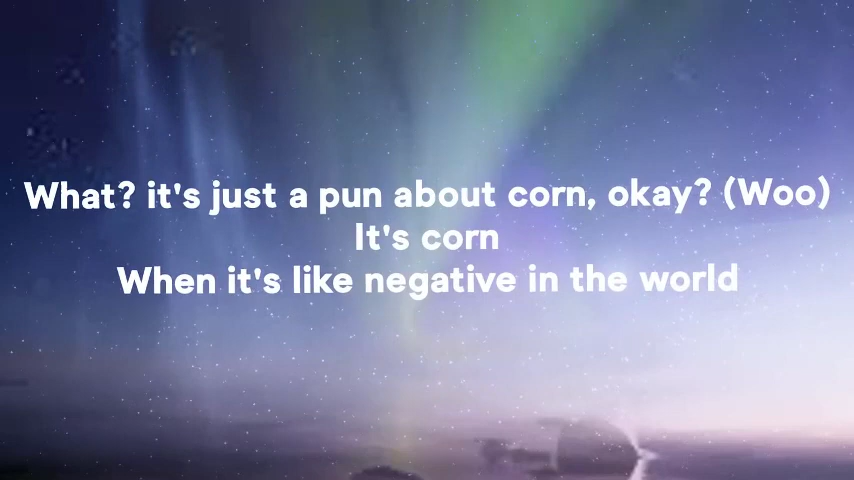 What? it's just a pun about corn, okay? (Woo)
It's corn
When it's like negative in the world